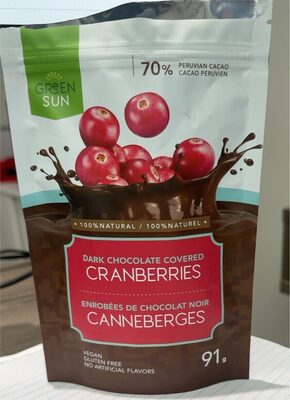 GREEN
SUN
70% PERUVIAN CACAO
CACAO PÉRUVIEN
• 100%NATURAL / 100%NATUREL •
DARK CHOCOLATE COVERED
CRANBERRIES
ENROBÉES DE CHOCOLAT NOIR
CANNEBERGES
VEGAN
GLUTEN FREE
NO ARTIFICIAL FLAVORS
91g